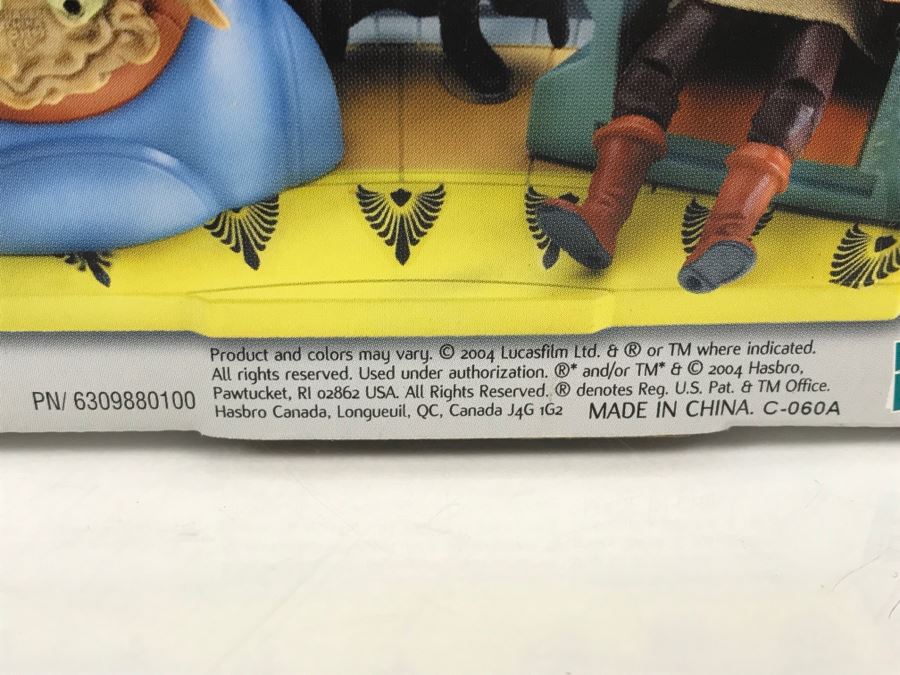 Product and colors may vary. © 2004 Lucasfilm Ltd. & ® or TM where indicated.
All rights reserved. Used under authorization. ®* and/or TM* & © 2004 Hasbro,
Pawtucket, RI 02862 USA. All Rights Reserved. ® denotes Reg. U.S. Pat. & TM Office.
Hasbro Canada, Longueuil, QC, Canada J4G 1G2 MADE IN CHINA. C-060A
PN/ 6309880100